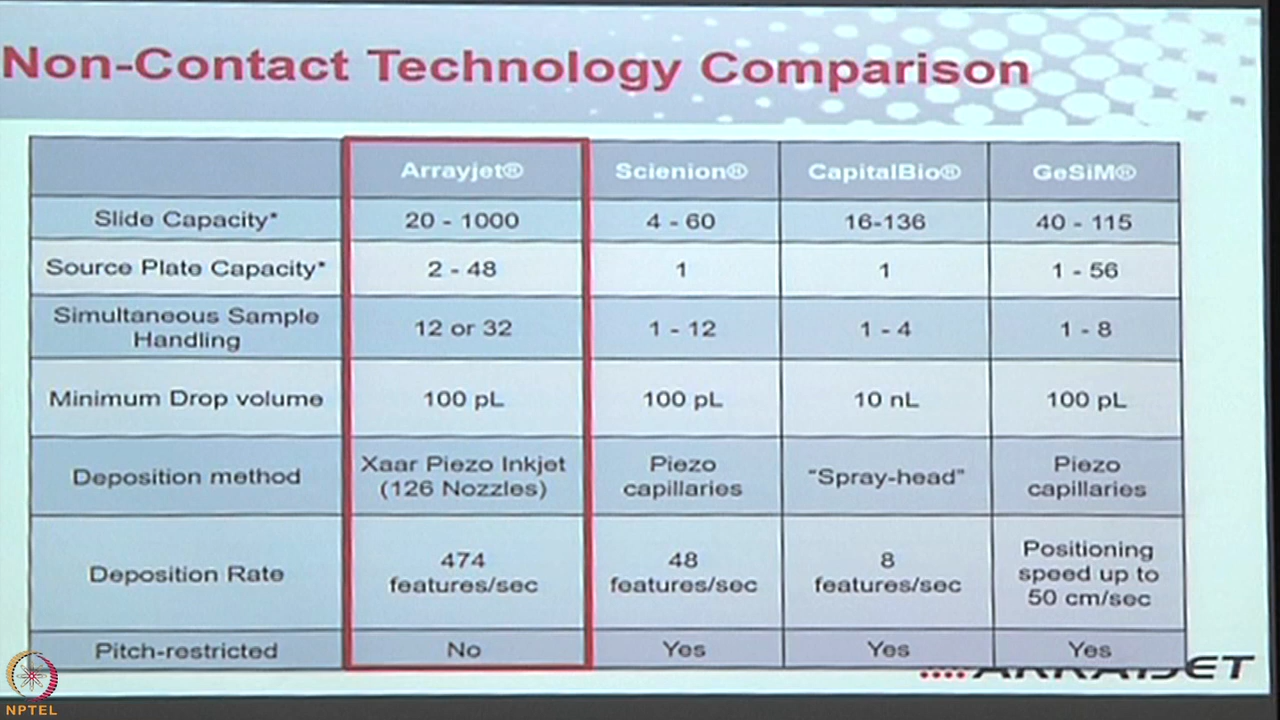 Non-Contact Technology Comparison
Arrayjet® Scienion® CapitalBio® GeSiM®
Slide Capacity* 20 - 1000 4 - 60 16-136 40 - 115
Source Plate Capacity* 2 - 48 1 1 1 - 56
Simultaneous Sample
Handling 12 or 32 1 - 12 1 - 4 1 - 8
Minimum Drop volume 100 pL 100 pL 10 nL 100 pL
Deposition method Xaar Piezo Inkjet
(126 Nozzles) Piezo
capillaries "Spray-head" Piezo
capillaries
Deposition Rate 474
features/sec 48
features/sec 8
features/sec Positioning
speed up to
50 cm/sec
Pitch-restricted No Yes Yes Yes
ARRAYJET
NPTEL